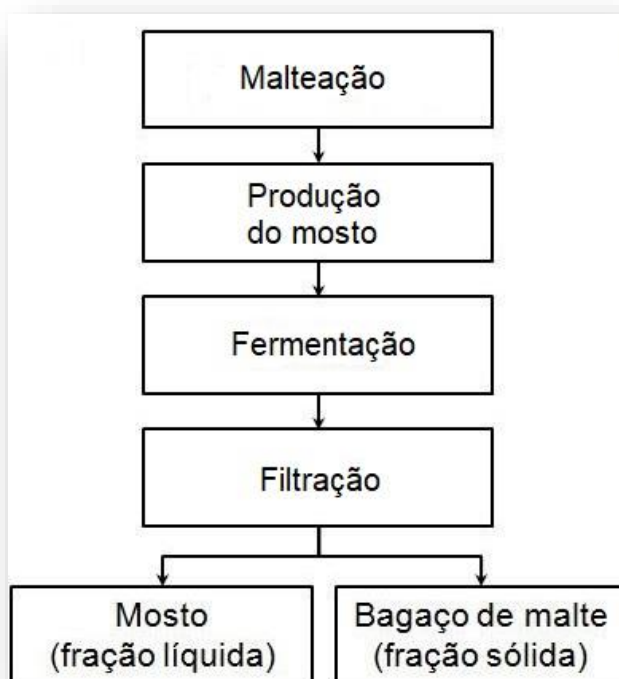 Malteação
Produção
do mosto
Fermentação
Filtração
Mosto
(fração líquida)
Bagaço de malte
(fração sólida)